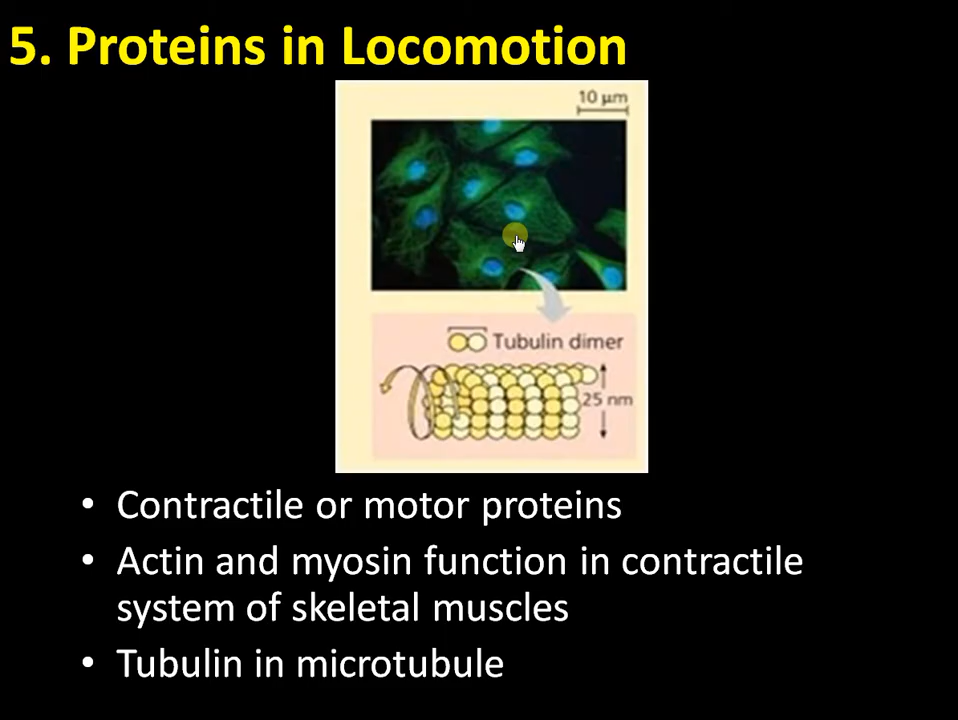 5. Proteins in Locomotion
10 µm
Tubulin dimer
25 nm
• Contractile or motor proteins
• Actin and myosin function in contractile
system of skeletal muscles
• Tubulin in microtubule